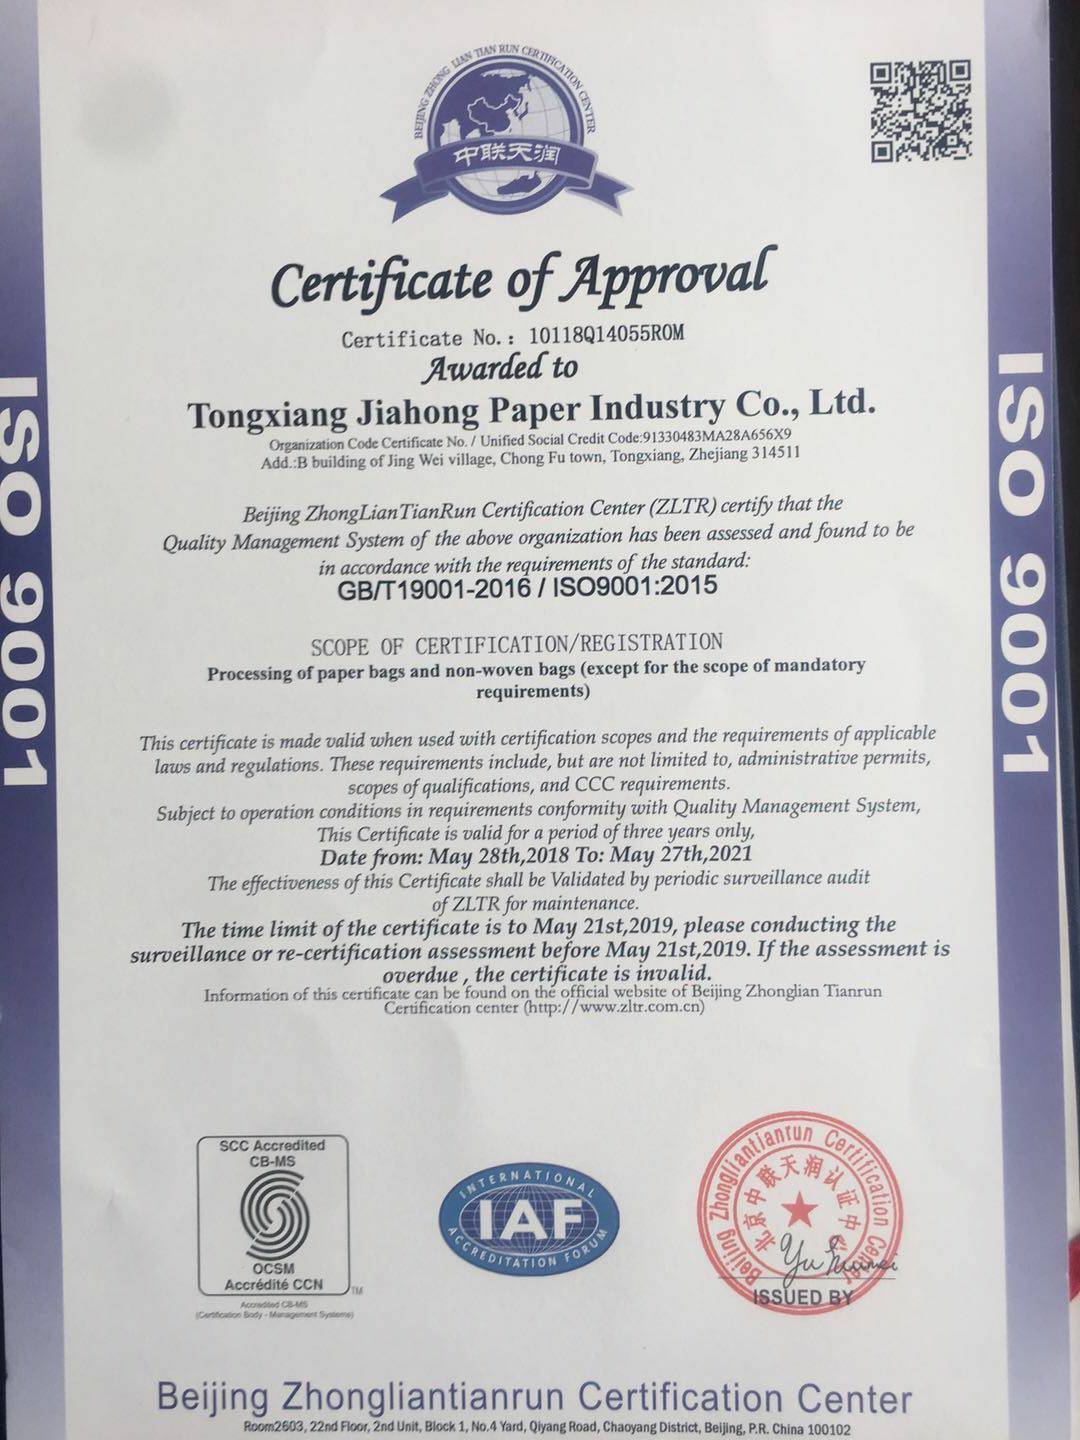 BEIJING ZHONG LIAN TIAN RUN CERTIFICATION CENTER
中联天润
Certificate of Approval
Certificate No.: 10118Q14055R0M
Awarded to
Tongxiang Jiahong Paper Industry Co., Ltd.
Organization Code Certificate No. / Unified Social Credit Code:91330483MA28A656X9
Add.:B building of Jing Wei village, Chong Fu town, Tongxiang, Zhejiang 314511
Beijing ZhongLianTianRun Certification Center (ZLTR) certify that the
Quality Management System of the above organization has been assessed and found to be
in accordance with the requirements of the standard:
GB/T19001-2016 / ISO9001:2015
SCOPE OF CERTIFICATION/REGISTRATION
Processing of paper bags and non-woven bags (except for the scope of mandatory
requirements)
This certificate is made valid when used with certification scopes and the requirements of applicable
laws and regulations. These requirements include, but are not limited to, administrative permits,
scopes of qualifications, and CCC requirements.
Subject to operation conditions in requirements conformity with Quality Management System,
This Certificate is valid for a period of three years only,
Date from: May 28th,2018 To: May 27th,2021
The effectiveness of this Certificate shall be Validated by periodic surveillance audit
of ZLTR for maintenance.
The time limit of the certificate is to May 21st,2019, please conducting the
surveillance or re-certification assessment before May 21st,2019. If the assessment is
overdue , the certificate is invalid.
Information of this certificate can be found on the official website of Beijing Zhonglian Tianrun
Certification center (http://www.zltr.com.cn)
ISO 9001
ISO 9001
SCC Accredited
CB-MS
OCSM
Accrédité CCN
TM
Accredited CB-MS
(Certification Body - Management Systems)
INTERNATIONAL
IAF
ACCREDITATION FORUM
Beijing Zhongliantianrun Certification Center
北京中联天润认证中心
ISSUED BY
Beijing Zhongliantianrun Certification Center
Room2603, 22nd Floor, 2nd Unit, Block 1, No.4 Yard, Qiyang Road, Chaoyang District, Beijing, P.R. China 100102